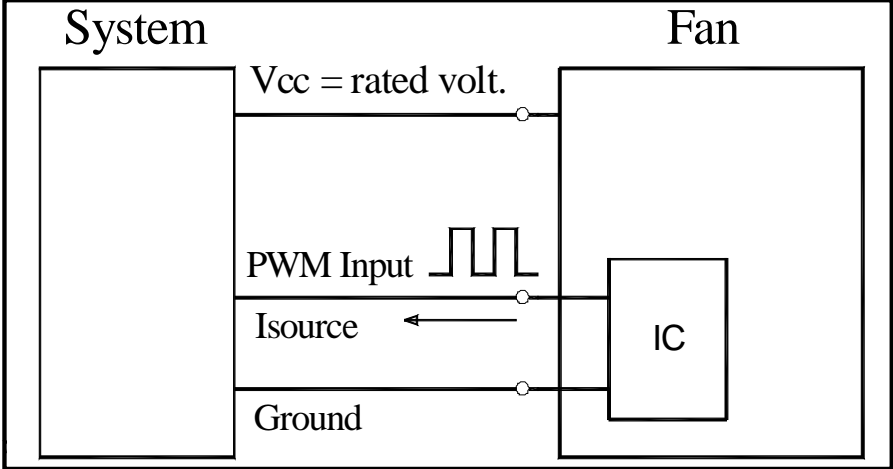 System
Fan
Vcc = rated volt.
PWM Input
Isource
IC
Ground